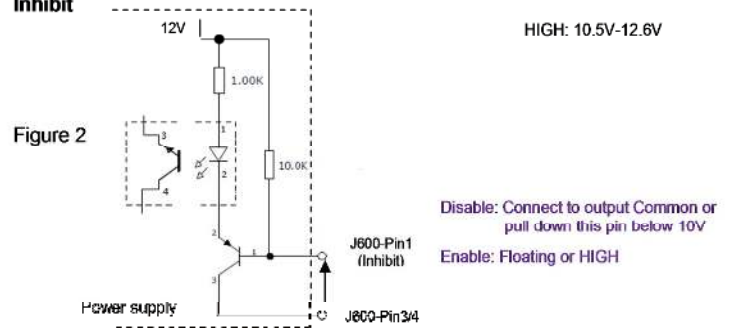 Inhibit
12V
HIGH: 10.5V-12.6V
1.00K
Figure 2
3
1
2
4
10.0K
Disable: Connect to output Common or
pull down this pin below 10V
2
1
J600-Pin1
(Inhibit)
Enable: Floating or HIGH
3
Power supply
J600-Pin3/4